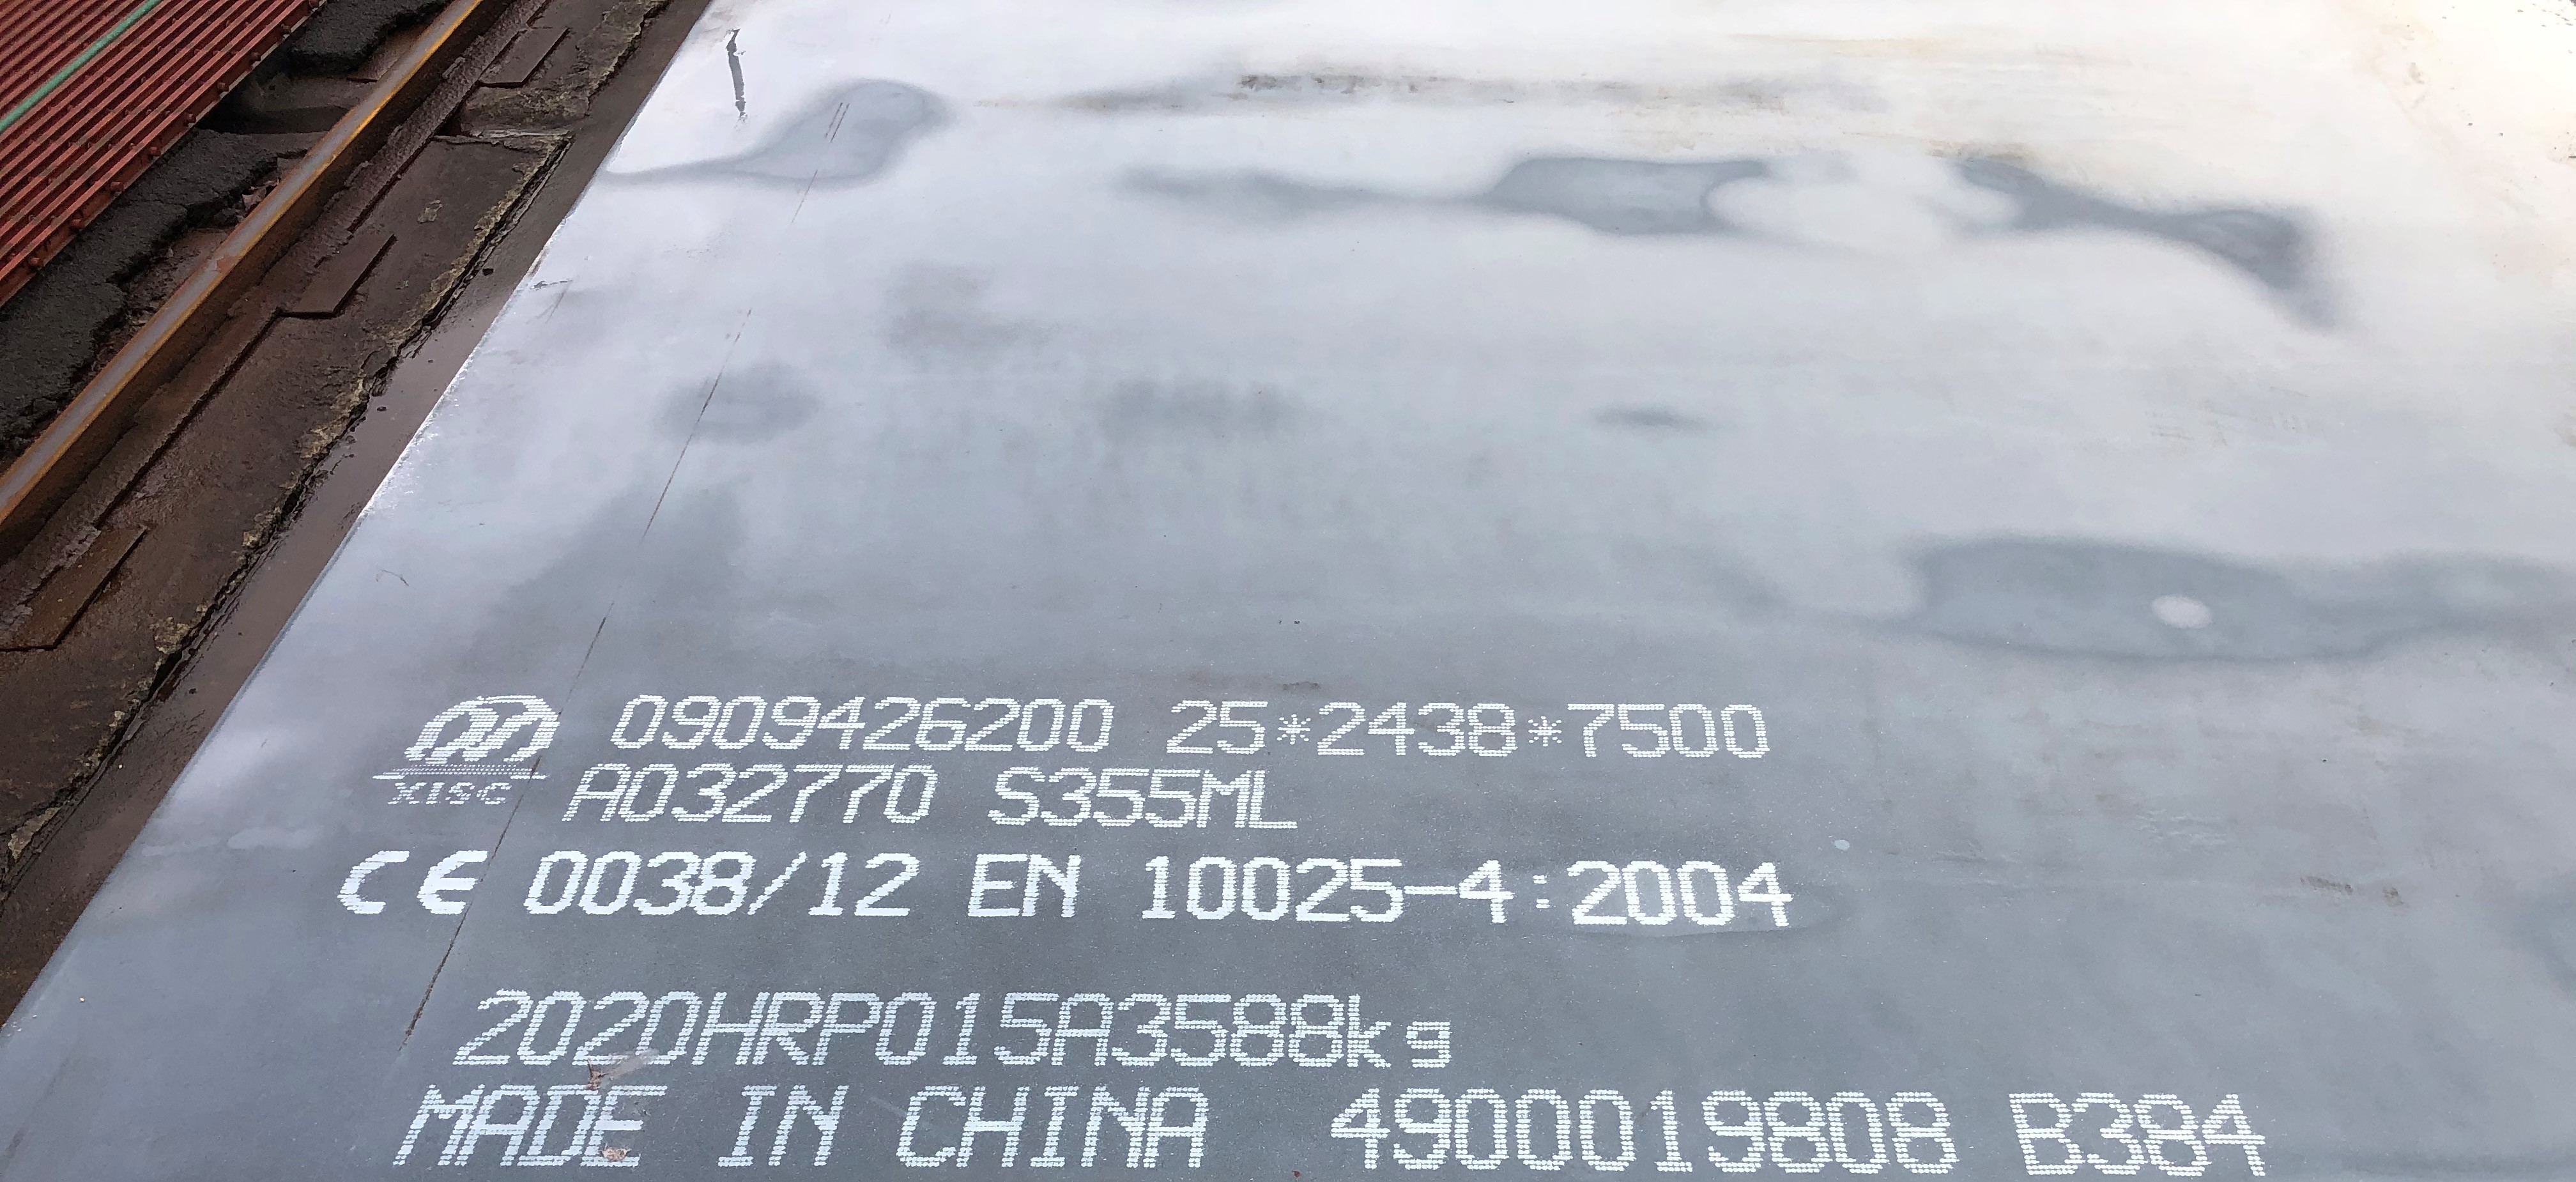 0909426200 25*2438*7500
XISC A032770 S355ML
CE 0038/12 EN 10025-4:2004
2020HRP015A3588kg
MADE IN CHINA 4900019808 B384